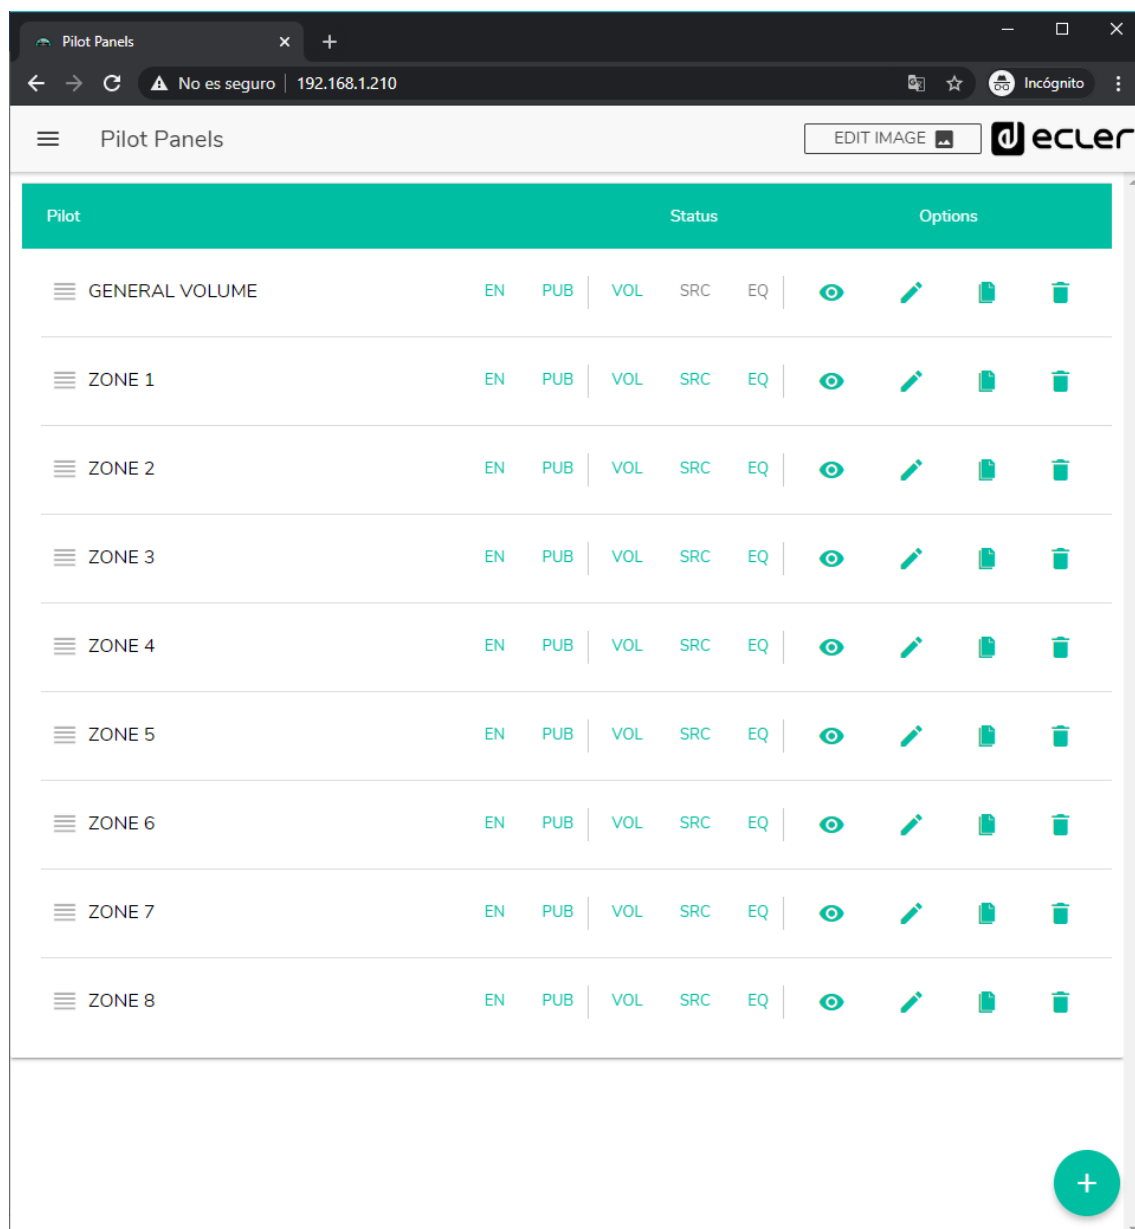 Pilot Panels
No es seguro 192.168.1.210 Incógnito
Pilot Panels EDIT IMAGE ecler
Pilot Status Options
GENERAL VOLUME EN PUB VOL SRC EQ
ZONE 1 EN PUB VOL SRC EQ
ZONE 2 EN PUB VOL SRC EQ
ZONE 3 EN PUB VOL SRC EQ
ZONE 4 EN PUB VOL SRC EQ
ZONE 5 EN PUB VOL SRC EQ
ZONE 6 EN PUB VOL SRC EQ
ZONE 7 EN PUB VOL SRC EQ
ZONE 8 EN PUB VOL SRC EQ